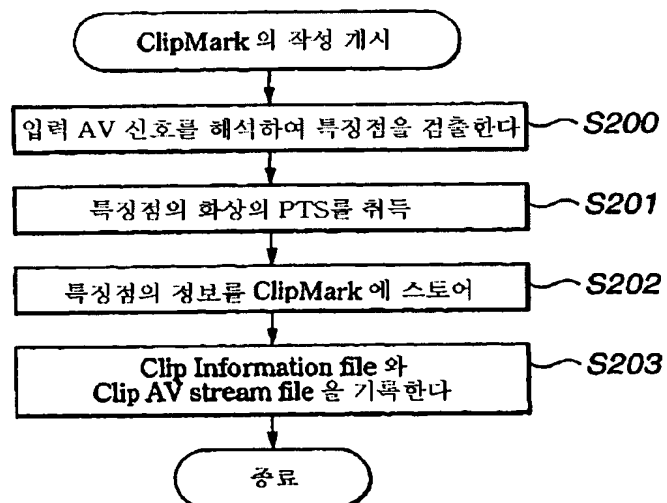 ClipMark 의 작성 개시
입력 AV 신호를 해석하여 특징점을 검출한다
S200
특징점의 화상의 PTS를 취득
S201
특징점의 정보를 ClipMark 에 스토어
S202
Clip Information file 와
Clip AV stream file 을 기록한다
S203
종료